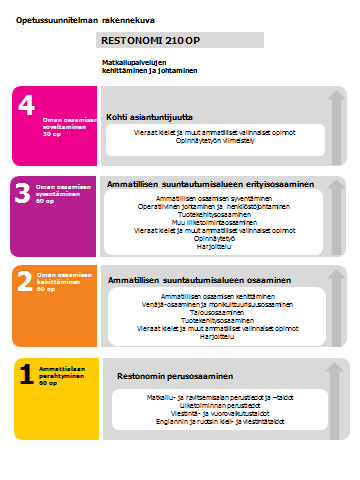 Opetussuunnitelman rakennekuva
RESTONOMI 210 OP
Matkailupalvelujen
kehittäminen ja johtaminen
4
Oman osaamisen
soveltaminen
30 op
Kohti asiantuntijuutta
Vieraat kielet ja muut ammatilliset valinnaiset opinnot
Opinnäytetyön viimeistely
3
Oman osaamisen
syventäminen
60 op
Ammatillisen suuntautumisalueen erityisosaaminen
Ammatillisen osaamisen syventäminen
Operatiivinen johtaminen ja henkilöstöjohtaminen
Tuotekehitysosaaminen
Muu liiketoimintaosaaminen
Vieraat kielet ja muut ammatilliset valinnaiset opinnot
Opinnäytetyö
Harjoittelu
2
Oman osaamisen
kehittäminen
60 op
Ammatillisen suuntautumisalueen osaaminen
Ammatillisen osaamisen kehittäminen
Venäjä-osaaminen ja monikulttuurisuusosaaminen
Talousosaaminen
Tuotekehitysosaaminen
Vieraat kielet ja muut ammatilliset valinnaiset opinnot
Harjoittelu
1
Ammattialaan
perehtyminen
60 op
Restonomin perusosaaminen
Matkailu- ja ravitsemisalan perustiedot ja –taidot
Liiketoiminnan perustiedot
Viestintä- ja vuorovaikutustaidot
Englannin ja ruotsin kieli- ja viestintätaidot